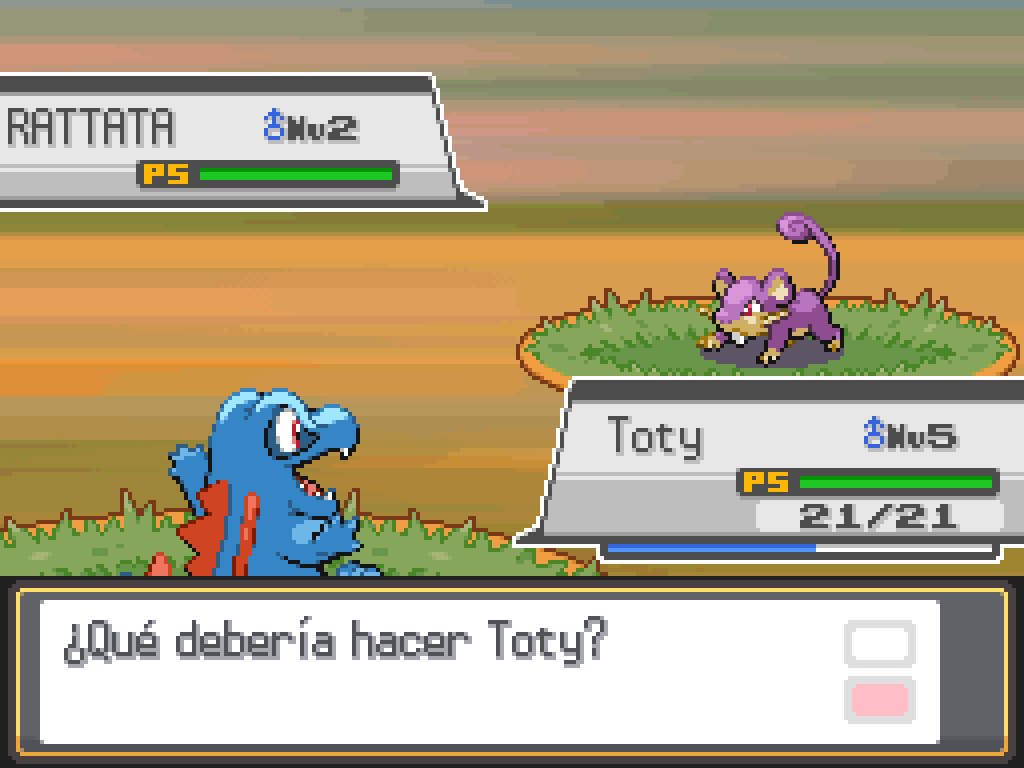 RATTATA ♂Nv2
PS
Toty ♂Nv5
PS
21/21
¿Qué debería hacer Toty?